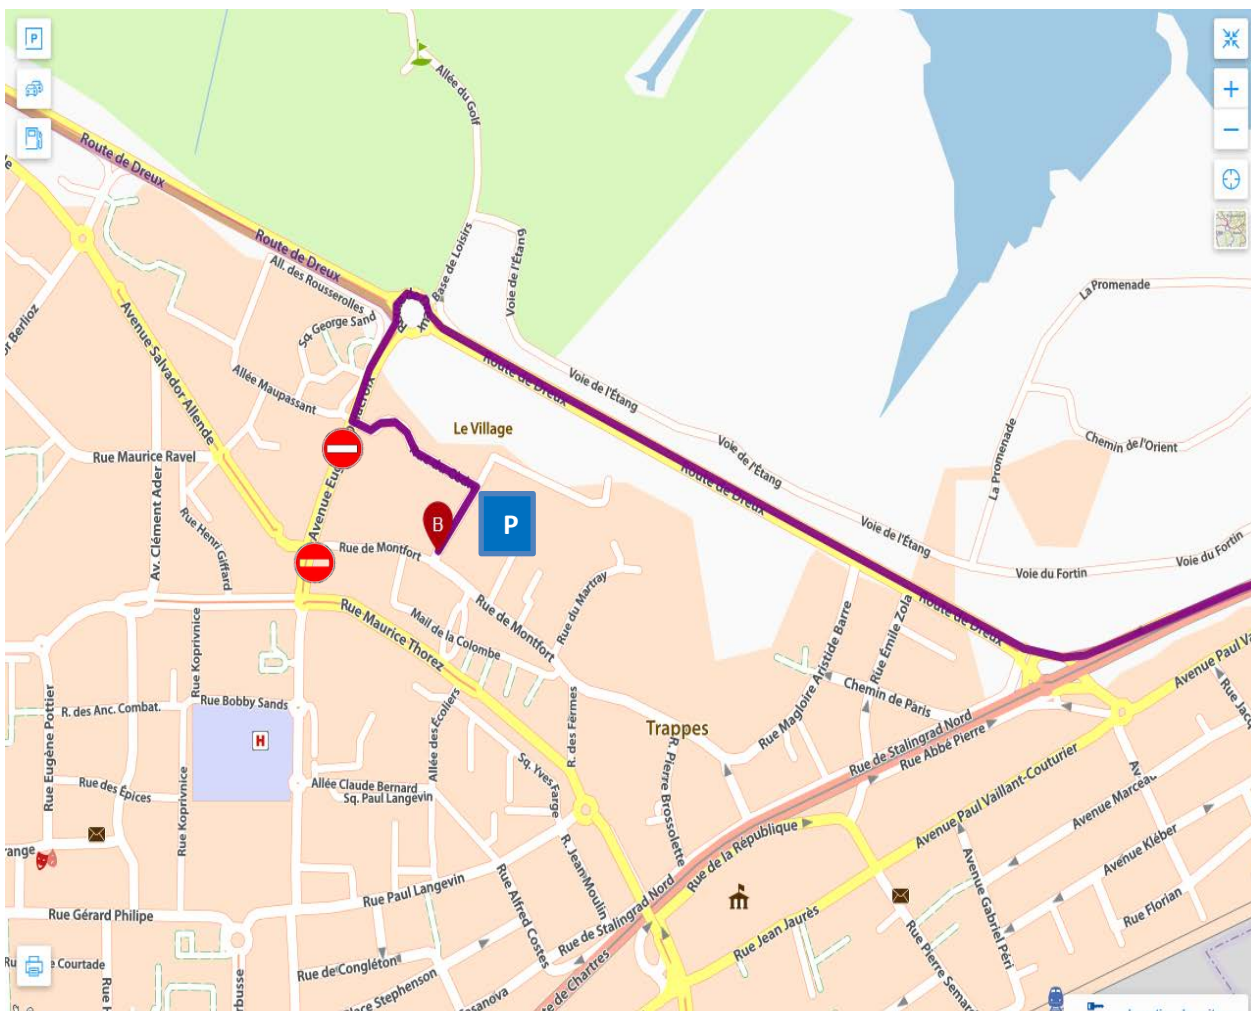 P
Allée du Golf
Route de Dreux
Route de Dreux
Base de Loisirs
Voie de l'Étang
All. des Rousserolles
Sq. George Sand
La Promenade
Avenue Salvador Allende
Allée Maupassant
Route de Dreux
Voie de l'Étang
Le Village
Voie de l'Étang
La Promenade
Chemin de l'Orient
Rue Maurice Ravel
Route de Dreux
Av. Clément Ader
Rue Henri Giffard
B
P
Rue de Montfort
Voie de l'Étang
Voie du Fortin
Voie du Fortin
Rue du Martray
Rue de Montfort
Mail de la Colombe
Rue Maurice Thorez
Rue Magloire Aristide Barre
Rue Émile Zola
Route de Dreux
Rue Koprivnice
Rue Bobby Sands
R. des Anc. Combat.
Rue Eugène Pottier
H
Allée des Écoliers
R. des Fermes
Trappes
Chemin de Paris
Rue de Stalingrad Nord
Rue Abbé Pierre
Avenue Paul Va
Rue Jacq
Rue des Épices
Rue Koprivnice
Allée Claude Bernard
Sq. Paul Langevin
Sq. Yves Farge
R. Pierre Brossolette
Avenue Paul Vaillant-Couturier
Avenue Marceau
Rue de la République
Avenue Kléber
Rue Paul Langevin
R. Jean Moulin
Rue Alfred Costes
Rue de Stalingrad Nord
Rue Jean Jaurès
Avenue Gabriel Péri
Rue Florian
Rue Gérard Philipe
Rue de Congléton
Rue Pierre Semar
Courtade